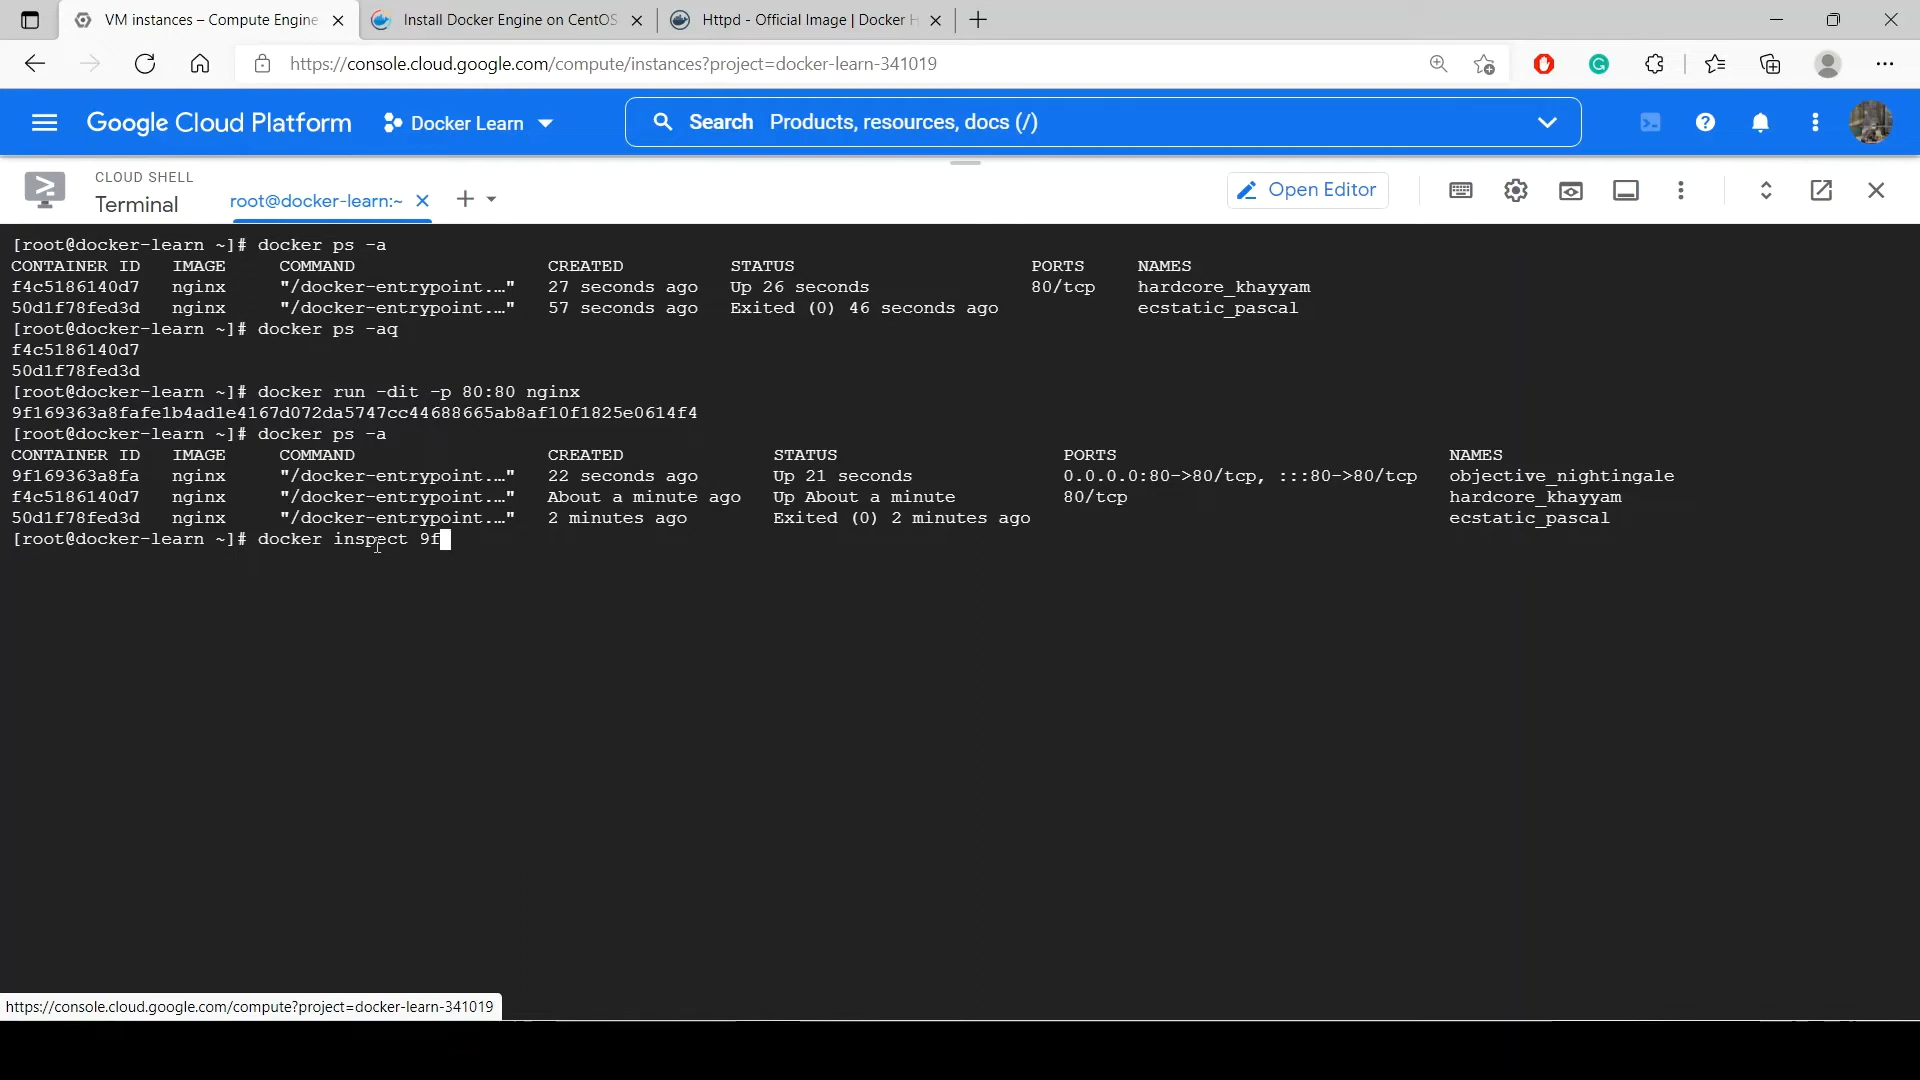 VM instances – Compute Engine
Install Docker Engine on CentOS
Httpd - Official Image | Docker H
https://console.cloud.google.com/compute/instances?project=docker-learn-341019
Google Cloud Platform
Docker Learn
Search Products, resources, docs (/)
CLOUD SHELL
Terminal
root@docker-learn:~
Open Editor
[root@docker-learn ~]# docker ps -a
CONTAINER ID IMAGE COMMAND CREATED STATUS PORTS NAMES
f4c5186140d7 nginx "/docker-entrypoint.…" 27 seconds ago Up 26 seconds 80/tcp hardcore_khayyam
50d1f78fed3d nginx "/docker-entrypoint.…" 57 seconds ago Exited (0) 46 seconds ago ecstatic_pascal
[root@docker-learn ~]# docker ps -aq
f4c5186140d7
50d1f78fed3d
[root@docker-learn ~]# docker run -dit -p 80:80 nginx
9f169363a8fafe1b4ad1e4167d072da5747cc44688665ab8af10f1825e0614f4
[root@docker-learn ~]# docker ps -a
CONTAINER ID IMAGE COMMAND CREATED STATUS PORTS NAMES
9f169363a8fa nginx "/docker-entrypoint.…" 22 seconds ago Up 21 seconds 0.0.0.0:80->80/tcp, :::80->80/tcp objective_nightingale
f4c5186140d7 nginx "/docker-entrypoint.…" About a minute ago Up About a minute 80/tcp hardcore_khayyam
50d1f78fed3d nginx "/docker-entrypoint.…" 2 minutes ago Exited (0) 2 minutes ago ecstatic_pascal
[root@docker-learn ~]# docker inspect 9f
https://console.cloud.google.com/compute?project=docker-learn-341019